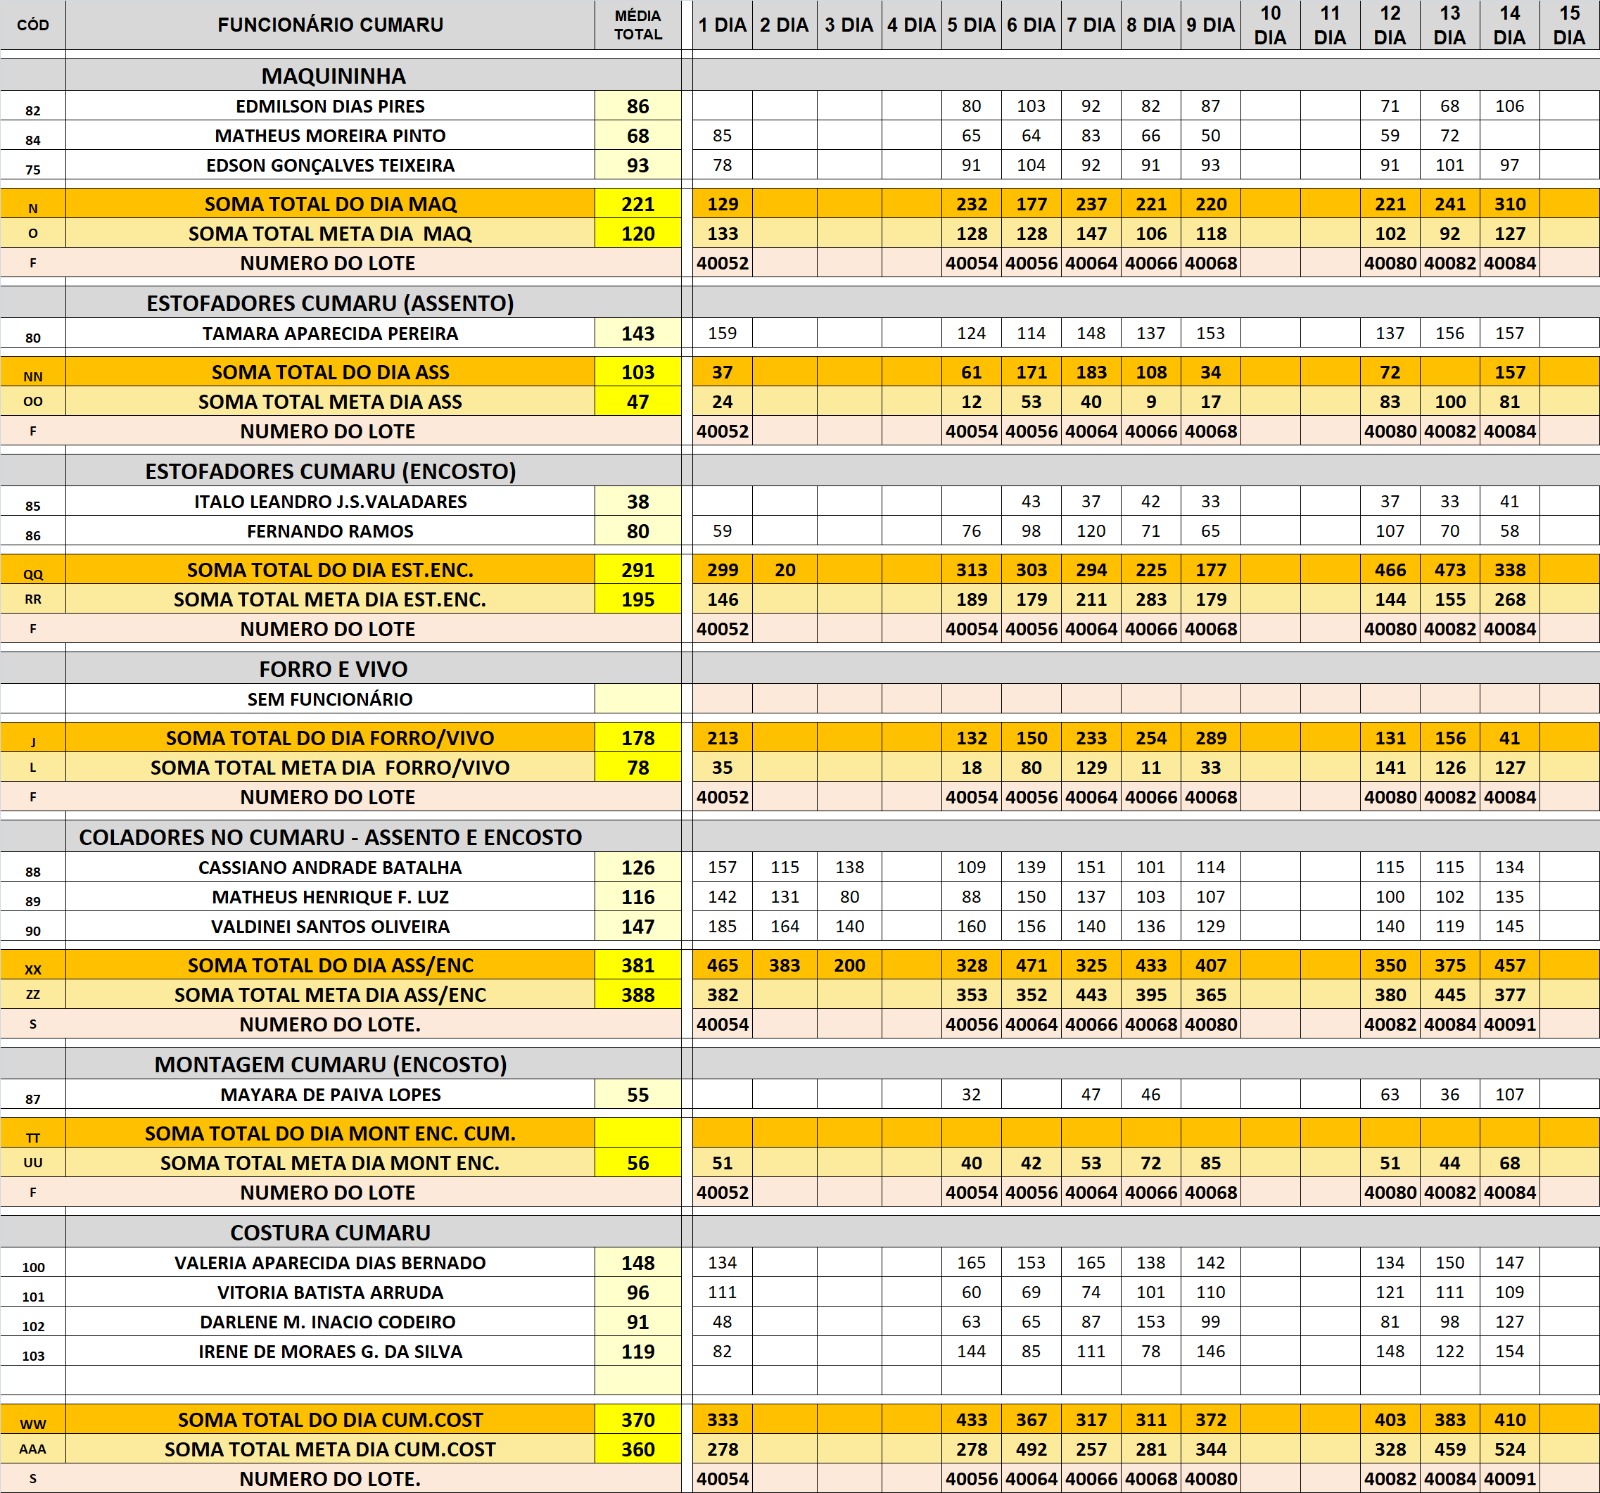 CÓD FUNCIONÁRIO CUMARU MÉDIA TOTAL 1 DIA 2 DIA 3 DIA 4 DIA 5 DIA 6 DIA 7 DIA 8 DIA 9 DIA 10 DIA 11 DIA 12 DIA 13 DIA 14 DIA 15 DIA
MAQUININHA
82 EDMILSON DIAS PIRES 86 80 103 92 82 87 71 68 106
84 MATHEUS MOREIRA PINTO 68 85 65 64 83 66 50 59 72
75 EDSON GONÇALVES TEIXEIRA 93 78 91 104 92 91 93 91 101 97
N SOMA TOTAL DO DIA MAQ 221 129 232 177 237 221 220 221 241 310
O SOMA TOTAL META DIA MAQ 120 133 128 128 147 106 118 102 92 127
F NUMERO DO LOTE 40052 40054 40056 40064 40066 40068 40080 40082 40084
ESTOFADORES CUMARU (ASSENTO)
80 TAMARA APARECIDA PEREIRA 143 159 124 114 148 137 153 137 156 157
NN SOMA TOTAL DO DIA ASS 103 37 61 171 183 108 34 72 157
OO SOMA TOTAL META DIA ASS 47 24 12 53 40 9 17 83 100 81
F NUMERO DO LOTE 40052 40054 40056 40064 40066 40068 40080 40082 40084
ESTOFADORES CUMARU (ENCOSTO)
85 ITALO LEANDRO J.S.VALADARES 38 43 37 42 33 37 33 41
86 FERNANDO RAMOS 80 59 76 98 120 71 65 107 70 58
QQ SOMA TOTAL DO DIA EST.ENC. 291 299 20 313 303 294 225 177 466 473 338
RR SOMA TOTAL META DIA EST.ENC. 195 146 189 179 211 283 179 144 155 268
F NUMERO DO LOTE 40052 40054 40056 40064 40066 40068 40080 40082 40084
FORRO E VIVO
SEM FUNCIONÁRIO
J SOMA TOTAL DO DIA FORRO/VIVO 178 213 132 150 233 254 289 131 156 41
L SOMA TOTAL META DIA FORRO/VIVO 78 35 18 80 129 11 33 141 126 127
F NUMERO DO LOTE 40052 40054 40056 40064 40066 40068 40080 40082 40084
COLADORES NO CUMARU - ASSENTO E ENCOSTO
88 CASSIANO ANDRADE BATALHA 126 157 115 138 109 139 151 101 114 115 115 134
89 MATHEUS HENRIQUE F. LUZ 116 142 131 80 88 150 137 103 107 100 102 135
90 VALDINEI SANTOS OLIVEIRA 147 185 164 140 160 156 140 136 129 140 119 145
XX SOMA TOTAL DO DIA ASS/ENC 381 465 383 200 328 471 325 433 407 350 375 457
ZZ SOMA TOTAL META DIA ASS/ENC 388 382 353 352 443 395 365 380 445 377
S NUMERO DO LOTE. 40054 40056 40064 40066 40068 40080 40082 40084 40091
MONTAGEM CUMARU (ENCOSTO)
87 MAYARA DE PAIVA LOPES 55 32 47 46 63 36 107
TT SOMA TOTAL DO DIA MONT ENC. CUM.
UU SOMA TOTAL META DIA MONT ENC. 56 51 40 42 53 72 85 51 44 68
F NUMERO DO LOTE 40052 40054 40056 40064 40066 40068 40080 40082 40084
COSTURA CUMARU
100 VALERIA APARECIDA DIAS BERNADO 148 134 165 153 165 138 142 134 150 147
101 VITORIA BATISTA ARRUDA 96 111 60 69 74 101 110 121 111 109
102 DARLENE M. INACIO CODEIRO 91 48 63 65 87 153 99 81 98 127
103 IRENE DE MORAES G. DA SILVA 119 82 144 85 111 78 146 148 122 154
WW SOMA TOTAL DO DIA CUM.COST 370 333 433 367 317 311 372 403 383 410
AAA SOMA TOTAL META DIA CUM.COST 360 278 278 492 257 281 344 328 459 524
S NUMERO DO LOTE. 40054 40056 40064 40066 40068 40080 40082 40084 40091